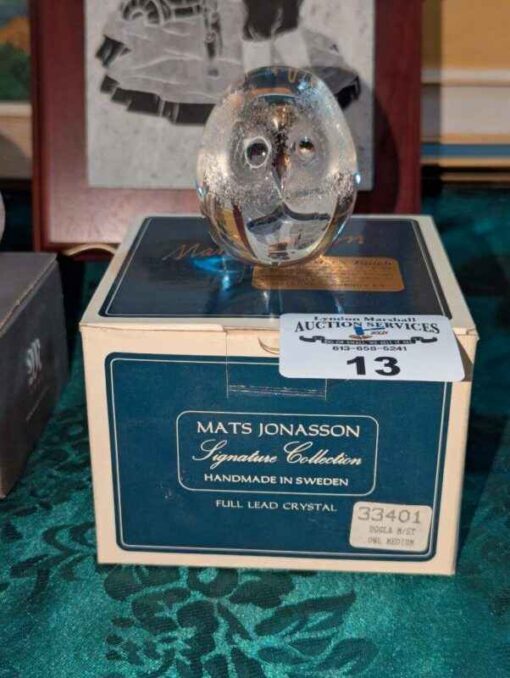 Lyndon Marshall
AUCTION SERVICES
613-658-5241
13
MATS JONASSON
Signature Collection
HANDMADE IN SWEDEN
FULL LEAD CRYSTAL
33401
OWL MEDIUM